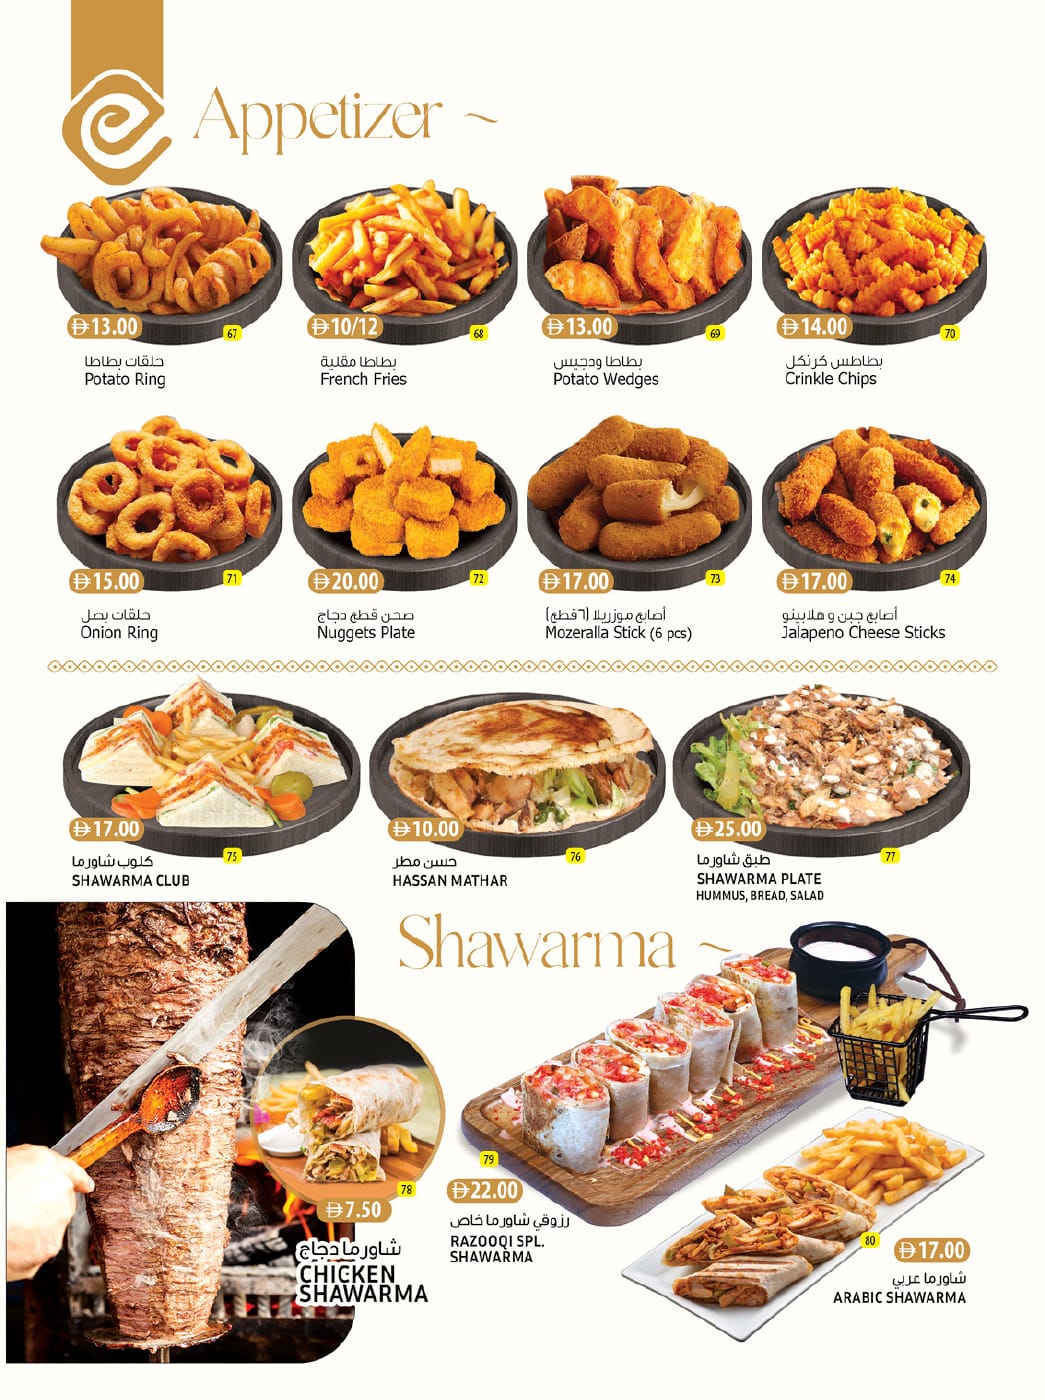 Appetizer ~
13.00
67
حلقات بطاطا
Potato Ring
10/12
68
بطاطا مقلية
French Fries
13.00
69
بطاطا ودجيس
Potato Wedges
14.00
70
بطاطس كرنكل
Crinkle Chips
15.00
71
حلقات بصل
Onion Ring
20.00
72
صحن قطع دجاج
Nuggets Plate
17.00
73
أصابع موزريلا (٦قطع)
Mozeralla Stick (6 pcs)
17.00
74
أصابع جبن و هلابينو
Jalapeno Cheese Sticks
17.00
75
كلوب شاورما
SHAWARMA CLUB
10.00
76
حسن مطر
HASSAN MATHAR
25.00
77
طبق شاورما
SHAWARMA PLATE
HUMMUS, BREAD, SALAD
Shawarma ~
78
7.50
شاورما دجاج
CHICKEN
SHAWARMA
79
22.00
رزوقي شاورما خاص
RAZOOQI SPL.
SHAWARMA
80
17.00
شاورما عربي
ARABIC SHAWARMA